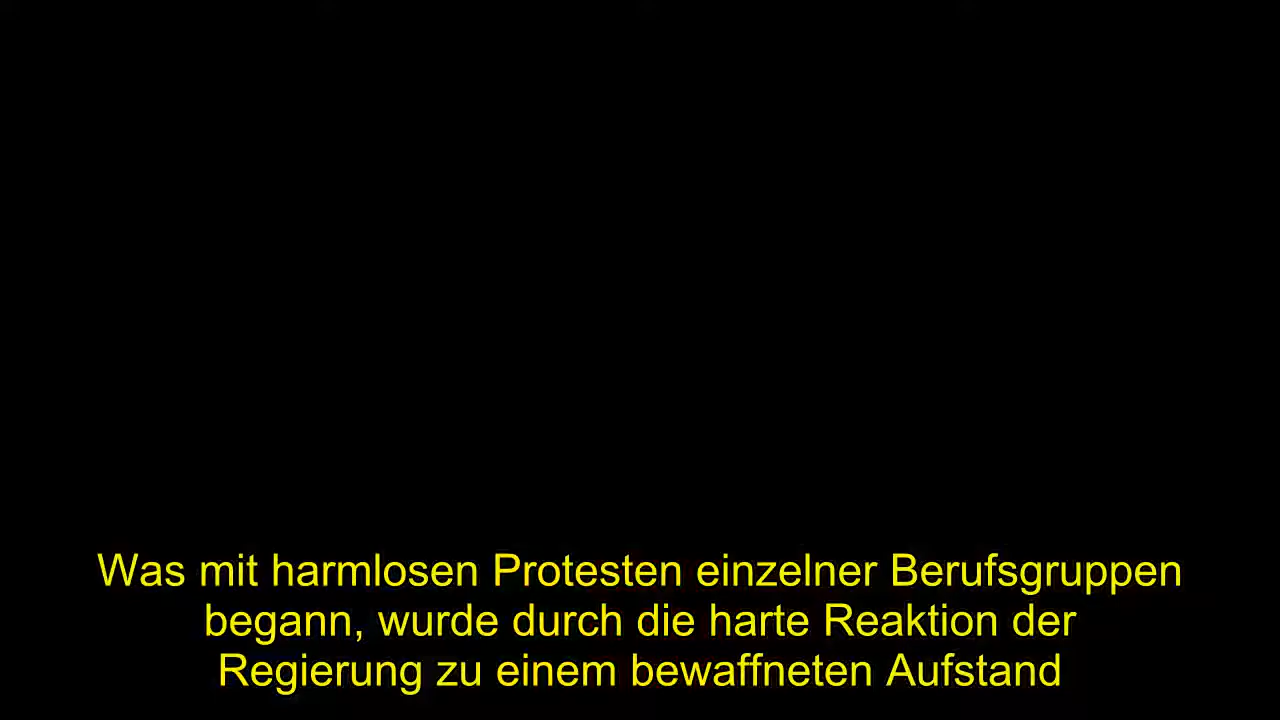 Was mit harmlosen Protesten einzelner Berufsgruppen
begann, wurde durch die harte Reaktion der
Regierung zu einem bewaffneten Aufstand